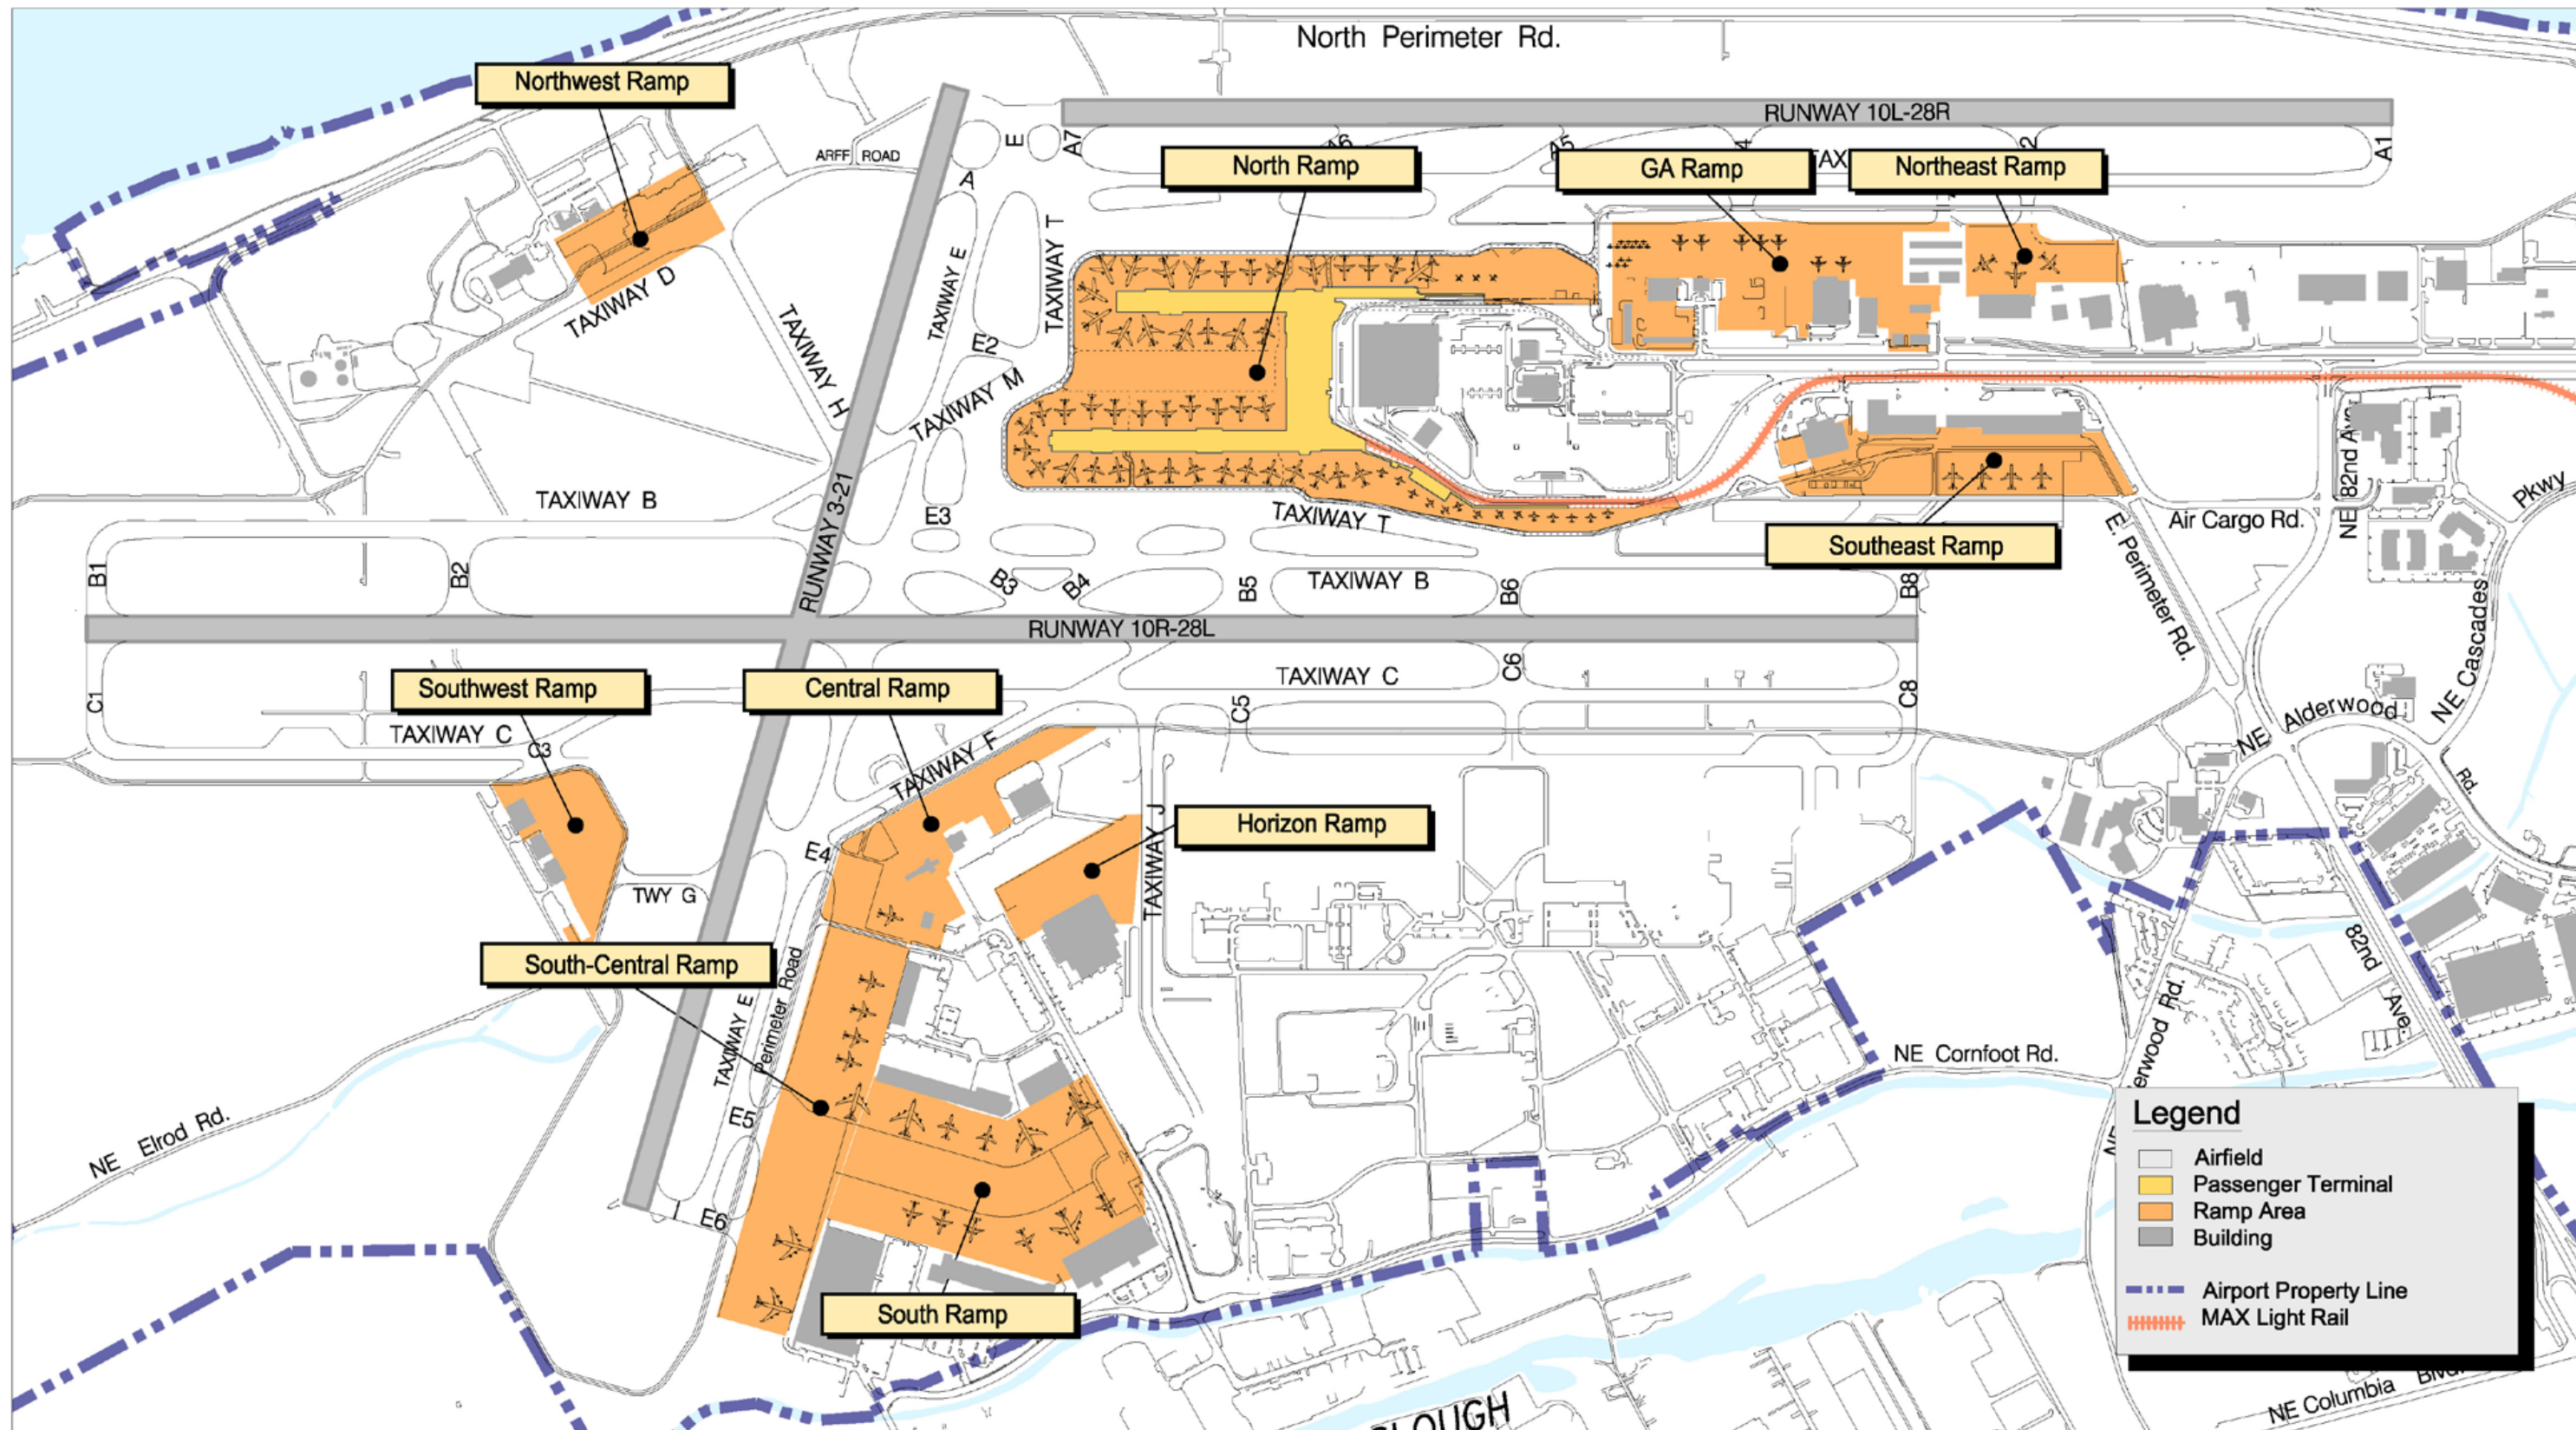 North Perimeter Rd.
Northwest Ramp
RUNWAY 10L-28R
ARFF ROAD
E
A7
A1
North Ramp
GA Ramp
Northeast Ramp
A
TAXIWAY T
TAXIWAY E
TAXIWAY D
TAXIWAY H
E2
TAXIWAY M
NE 82nd Ave
Pkwy
TAXIWAY B
RUNWAY 3-21
E3
TAXIWAY T
Air Cargo Rd.
Southeast Ramp
E. Perimeter Rd.
B1
B2
B3
B4
B5
TAXIWAY B
B6
B8
RUNWAY 10R-28L
NE Cascades
C1
Southwest Ramp
Central Ramp
TAXIWAY C
C6
C5
C8
NE Alderwood
Rd.
TAXIWAY C
C3
TAXIWAY F
Horizon Ramp
TAXIWAY J
E4
TWY G
South-Central Ramp
TAXIWAY E
Perimeter Road
82nd Ave.
NE Cornfoot Rd.
erwood Rd.
NE Elrod Rd.
E5
E6
South Ramp
Legend
Airfield
Passenger Terminal
Ramp Area
Building
Airport Property Line
MAX Light Rail
NE Columbia Blvd.
LOUGH